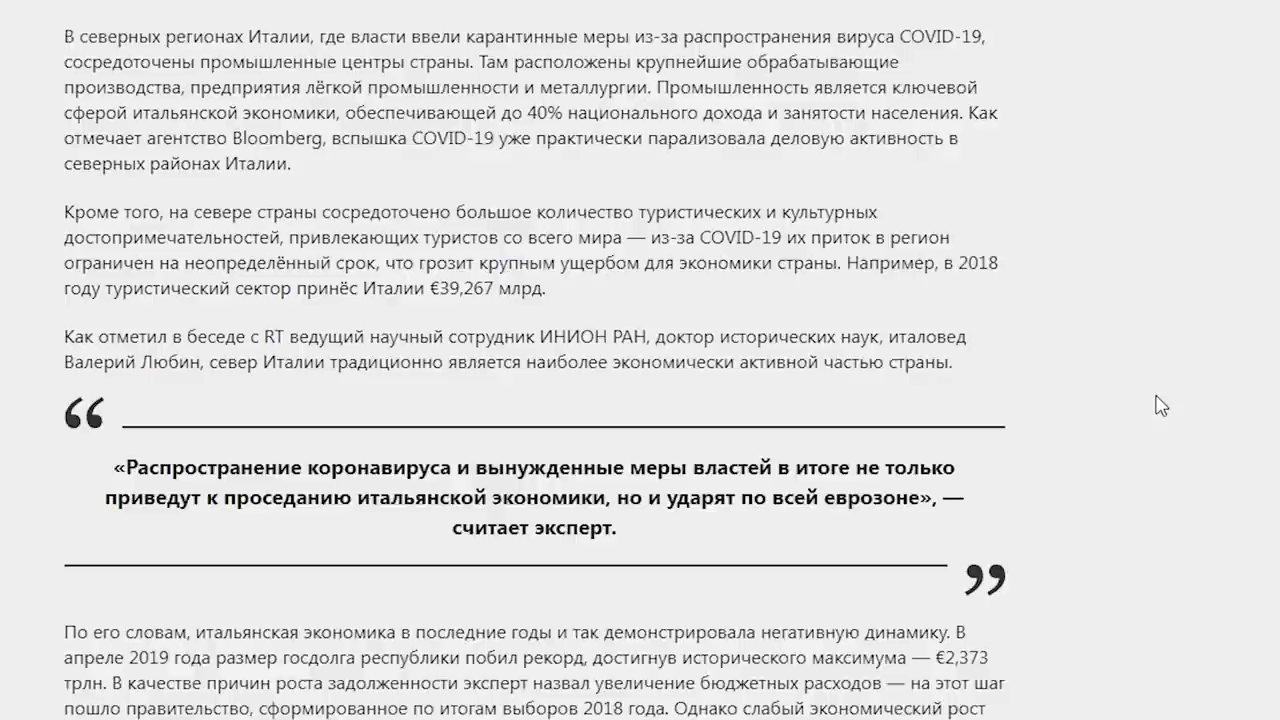 В северных регионах Италии, где власти ввели карантинные меры из-за распространения вируса COVID-19,
сосредоточены промышленные центры страны. Там расположены крупнейшие обрабатывающие
производства, предприятия лёгкой промышленности и металлургии. Промышленность является ключевой
сферой итальянской экономики, обеспечивающей до 40% национального дохода и занятости населения. Как
отмечает агентство Bloomberg, вспышка COVID-19 уже практически парализовала деловую активность в
северных районах Италии.
Кроме того, на севере страны сосредоточено большое количество туристических и культурных
достопримечательностей, привлекающих туристов со всего мира — из-за COVID-19 их приток в регион
ограничен на неопределённый срок, что грозит крупным ущербом для экономики страны. Например, в 2018
году туристический сектор принёс Италии €39,267 млрд.
Как отметил в беседе с RT ведущий научный сотрудник ИНИОН РАН, доктор исторических наук, италовед
Валерий Любин, север Италии традиционно является наиболее экономически активной частью страны.
“
«Распространение коронавируса и вынужденные меры властей в итоге не только
приведут к проседанию итальянской экономики, но и ударят по всей еврозоне», —
считает эксперт.
”
По его словам, итальянская экономика в последние годы и так демонстрировала негативную динамику. В
апреле 2019 года размер госдолга республики побил рекорд, достигнув исторического максимума — €2,373
трлн. В качестве причин роста задолженности эксперт назвал увеличение бюджетных расходов — на этот шаг
пошло правительство, сформированное по итогам выборов 2018 года. Однако слабый экономический рост